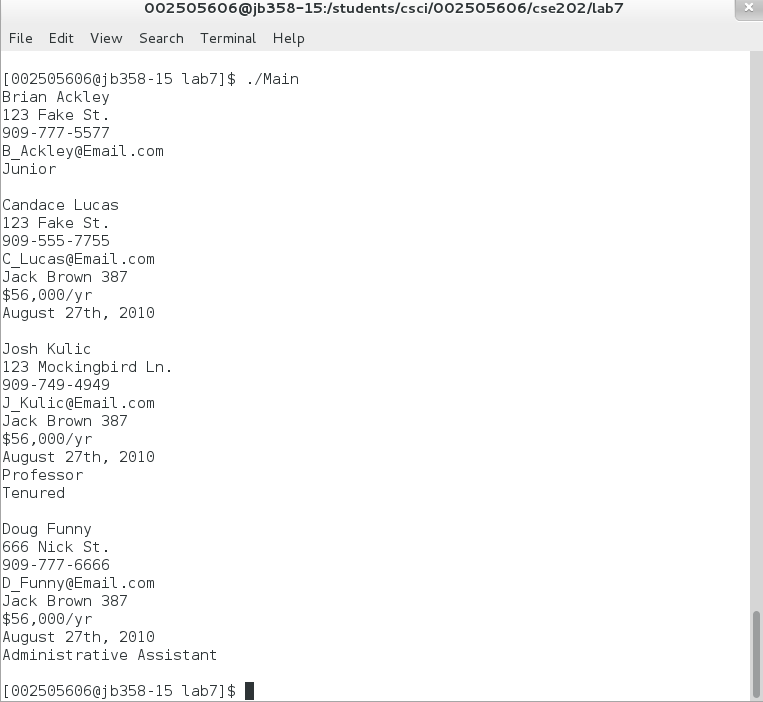 002505606@jb358-15:/students/csci/002505606/cse202/lab7
File Edit View Search Terminal Help
[002505606@jb358-15 lab7]$ ./Main
Brian Ackley
123 Fake St.
909-777-5577
B_Ackley@Email.com
Junior
Candace Lucas
123 Fake St.
909-555-7755
C_Lucas@Email.com
Jack Brown 387
$56,000/yr
August 27th, 2010
Josh Kulic
123 Mockingbird Ln.
909-749-4949
J_Kulic@Email.com
Jack Brown 387
$56,000/yr
August 27th, 2010
Professor
Tenured
Doug Funny
666 Nick St.
909-777-6666
D_Funny@Email.com
Jack Brown 387
$56,000/yr
August 27th, 2010
Administrative Assistant
[002505606@jb358-15 lab7]$